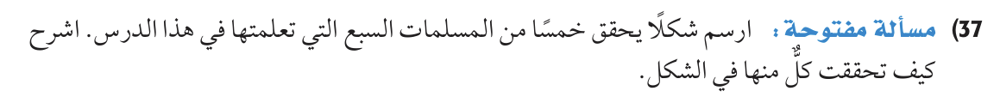 37) مسألة مفتوحة: ارسم شكلًا يحقق خمسًا من المسلمات السبع التي تعلمتها في هذا الدرس. اشرح
كيف تحققت كلٌّ منها في الشكل.